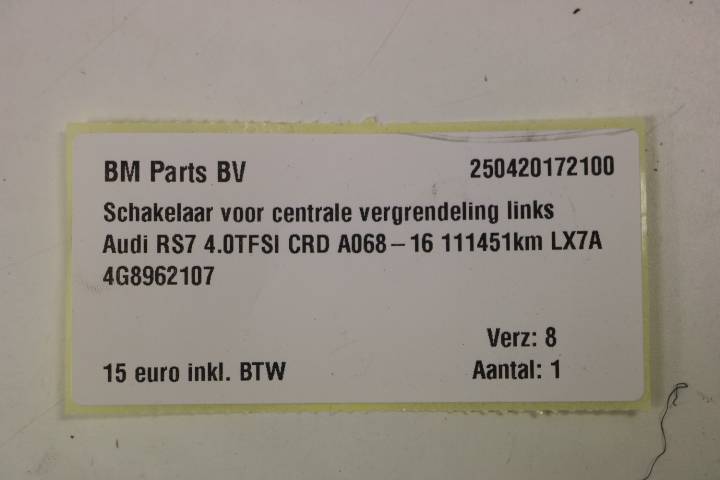 BM Parts BV 250420172100
Schakelaar voor centrale vergrendeling links
Audi RS7 4.0TFSI CRD A068-16 111451km LX7A
4G8962107
Verz: 8
15 euro inkl. BTW Aantal: 1